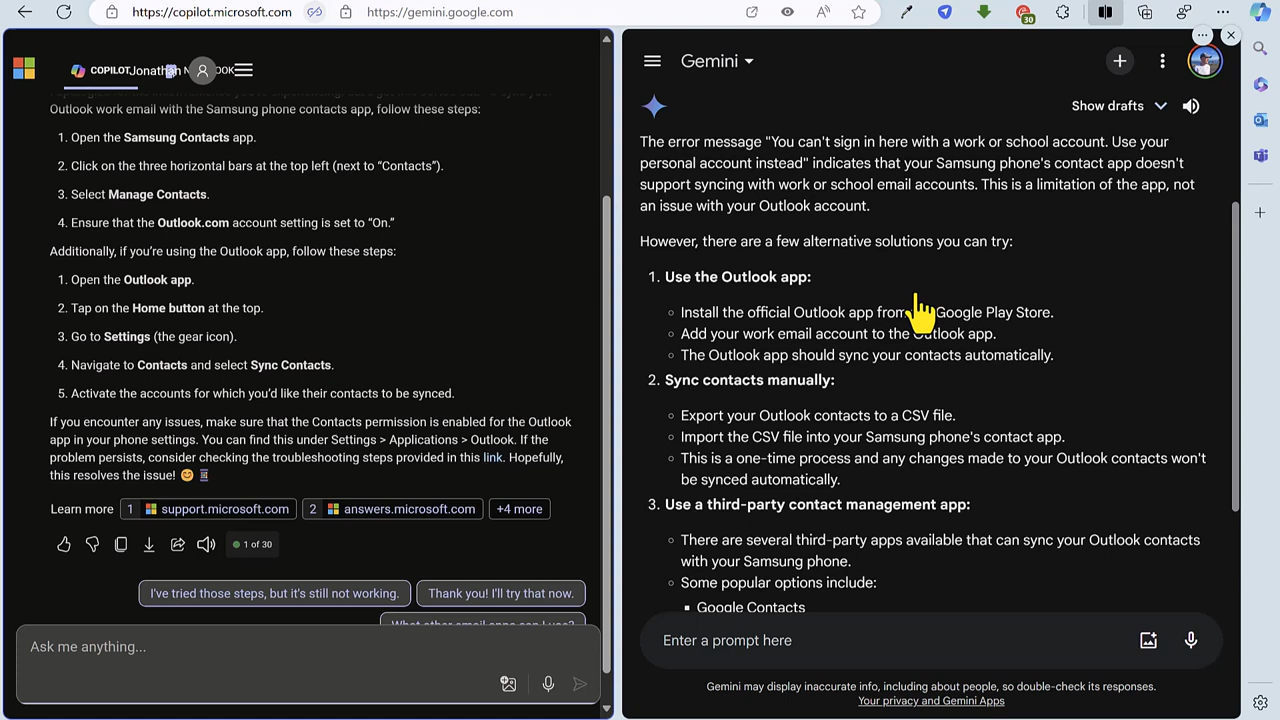 https://copilot.microsoft.com
https://gemini.google.com
30
COPILOT
Jonathan
Outlook work email with the Samsung phone contacts app, follow these steps:
1. Open the Samsung Contacts app.
2. Click on the three horizontal bars at the top left (next to “Contacts”).
3. Select Manage Contacts.
4. Ensure that the Outlook.com account setting is set to “On.”
Additionally, if you’re using the Outlook app, follow these steps:
1. Open the Outlook app.
2. Tap on the Home button at the top.
3. Go to Settings (the gear icon).
4. Navigate to Contacts and select Sync Contacts.
5. Activate the accounts for which you’d like their contacts to be synced.
If you encounter any issues, make sure that the Contacts permission is enabled for the Outlook
app in your phone settings. You can find this under Settings > Applications > Outlook. If the
problem persists, consider checking the troubleshooting steps provided in this link. Hopefully,
this resolves the issue! 😊 📱
Learn more
1 support.microsoft.com
2 answers.microsoft.com
+4 more
1 of 30
I've tried those steps, but it's still not working.
Thank you! I'll try that now.
What other email apps can I use?
Ask me anything...
Gemini
Show drafts
The error message "You can't sign in here with a work or school account. Use your
personal account instead" indicates that your Samsung phone's contact app doesn't
support syncing with work or school email accounts. This is a limitation of the app, not
an issue with your Outlook account.
However, there are a few alternative solutions you can try:
1. Use the Outlook app:
Install the official Outlook app from Google Play Store.
Add your work email account to the Outlook app.
The Outlook app should sync your contacts automatically.
2. Sync contacts manually:
Export your Outlook contacts to a CSV file.
Import the CSV file into your Samsung phone's contact app.
This is a one-time process and any changes made to your Outlook contacts won't
be synced automatically.
3. Use a third-party contact management app:
There are several third-party apps available that can sync your Outlook contacts
with your Samsung phone.
Some popular options include:
Google Contacts
Enter a prompt here
Gemini may display inaccurate info, including about people, so double-check its responses.
Your privacy and Gemini Apps